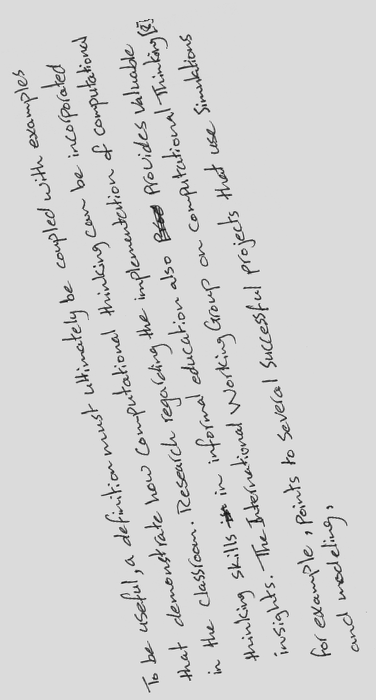 To be useful, a definition must ultimately be coupled with examples
that demonstrate how computational thinking can be incorporated
in the classroom. Research regarding the implementation of computational
thinking skills in informal education also Provides valuable
insights. The International Working Group on computational Thinking [2]
for example, Points to several successful projects that use simulations
and modeling,